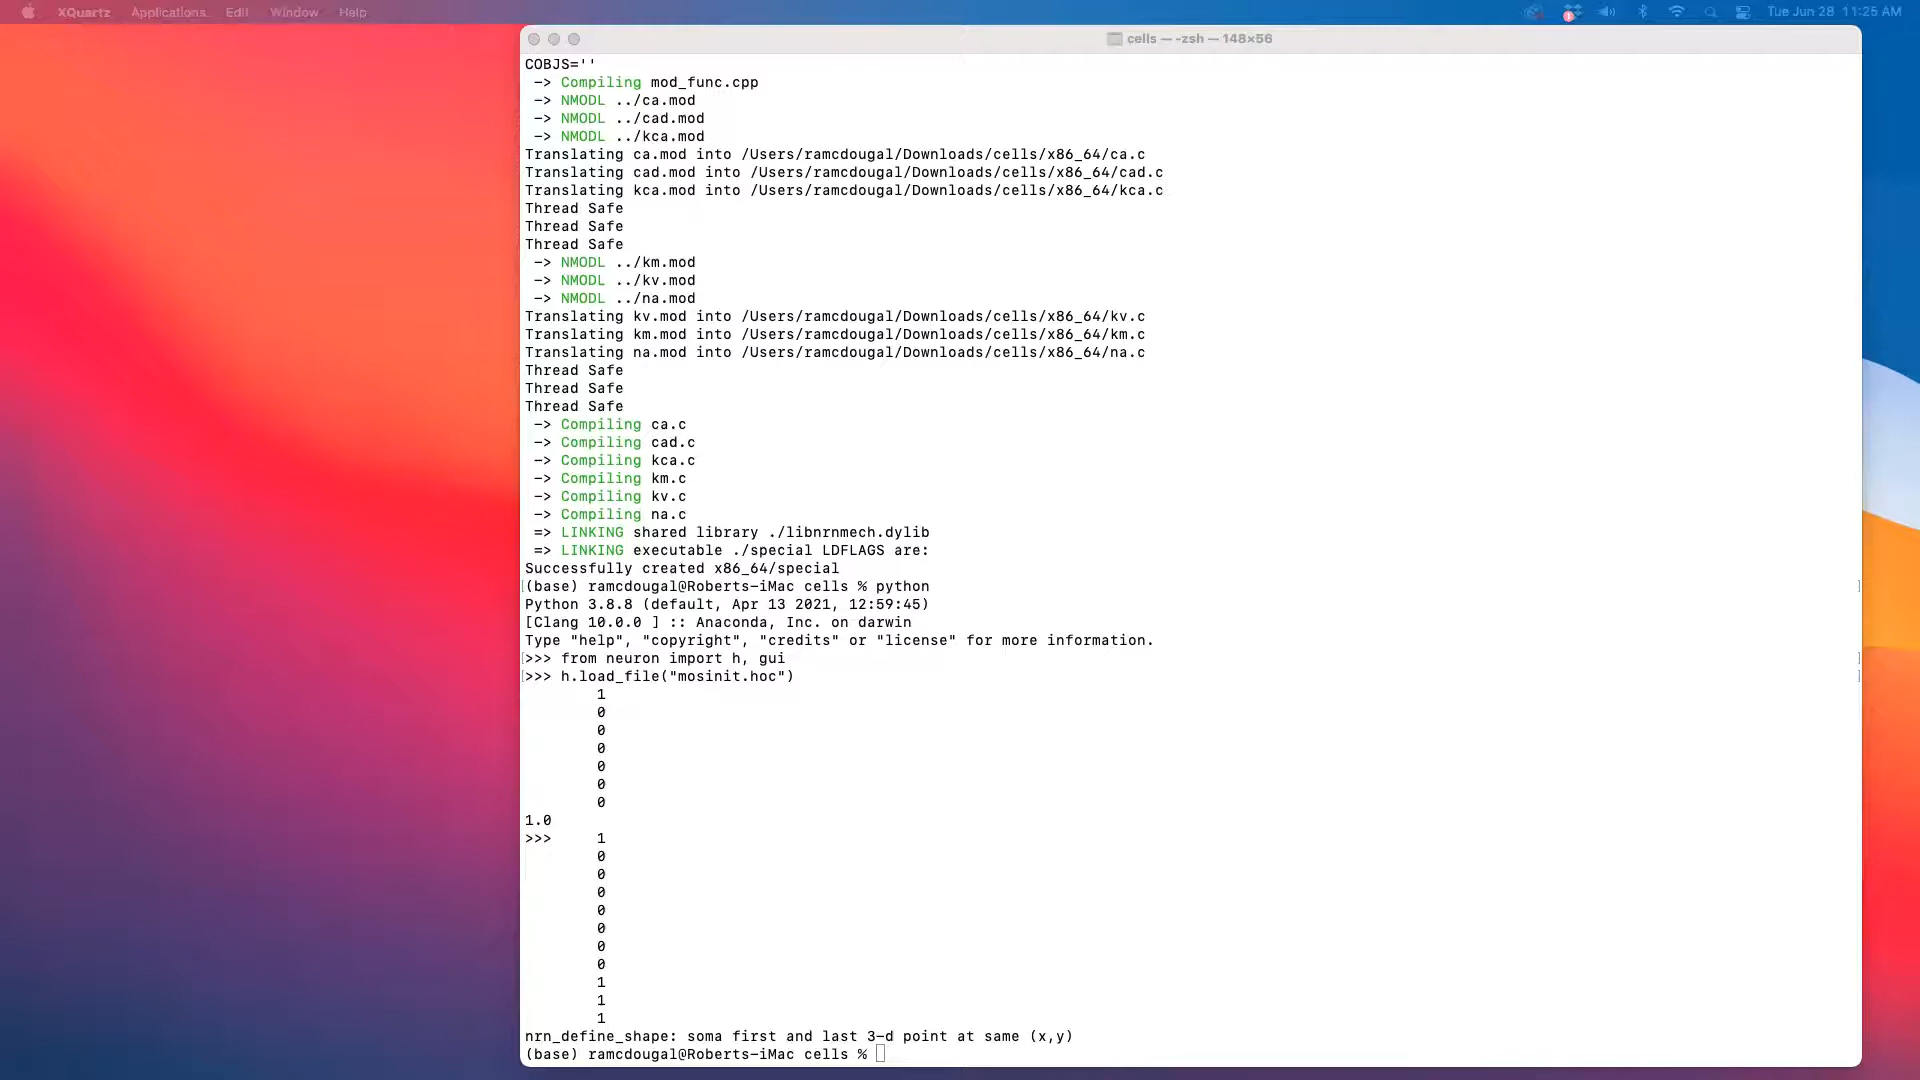 XQuartz Applications Edit Window Help
1
Tue Jun 28 11:25 AM
cells — -zsh — 148×56
COBJS=''
-> Compiling mod_func.cpp
-> NMODL ../ca.mod
-> NMODL ../cad.mod
-> NMODL ../kca.mod
Translating ca.mod into /Users/ramcdougal/Downloads/cells/x86_64/ca.c
Translating cad.mod into /Users/ramcdougal/Downloads/cells/x86_64/cad.c
Translating kca.mod into /Users/ramcdougal/Downloads/cells/x86_64/kca.c
Thread Safe
Thread Safe
Thread Safe
-> NMODL ../km.mod
-> NMODL ../kv.mod
-> NMODL ../na.mod
Translating kv.mod into /Users/ramcdougal/Downloads/cells/x86_64/kv.c
Translating km.mod into /Users/ramcdougal/Downloads/cells/x86_64/km.c
Translating na.mod into /Users/ramcdougal/Downloads/cells/x86_64/na.c
Thread Safe
Thread Safe
Thread Safe
-> Compiling ca.c
-> Compiling cad.c
-> Compiling kca.c
-> Compiling km.c
-> Compiling kv.c
-> Compiling na.c
=> LINKING shared library ./libnrnmech.dylib
=> LINKING executable ./special LDFLAGS are:
Successfully created x86_64/special
[(base) ramcdougal@Roberts-iMac cells % python ]
Python 3.8.8 (default, Apr 13 2021, 12:59:45)
[Clang 10.0.0 ] :: Anaconda, Inc. on darwin
Type "help", "copyright", "credits" or "license" for more information.
[>>> from neuron import h, gui ]
[>>> h.load_file("mosinit.hoc") ]
1
0
0
0
0
0
0
1.0
>>> 1
0
0
0
0
0
0
0
1
1
1
nrn_define_shape: soma first and last 3-d point at same (x,y)
(base) ramcdougal@Roberts-iMac cells %